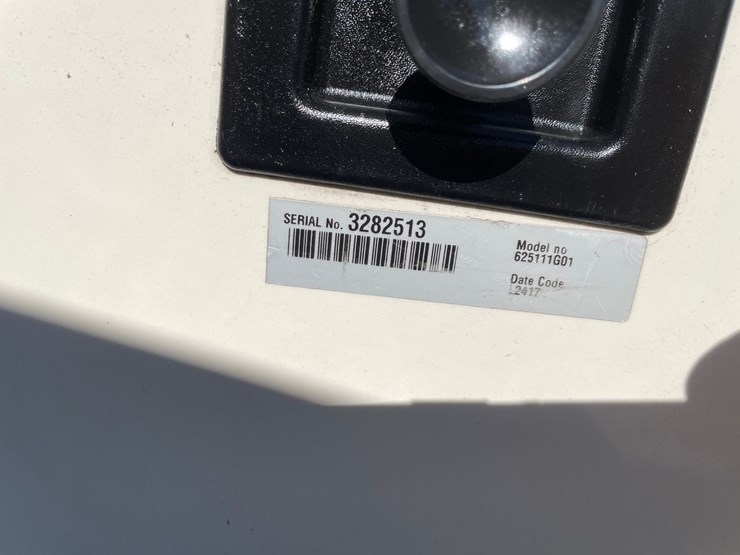 SERIAL No. 3282513
Model no
625111G01
Date Code
L2417